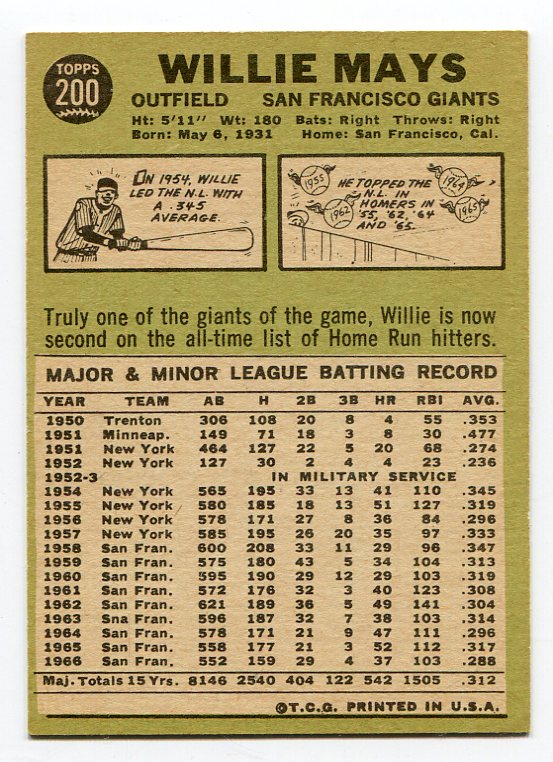 TOPPS
200
WILLIE MAYS
OUTFIELD SAN FRANCISCO GIANTS
Ht: 5'11" Wt: 180 Bats: Right Throws: Right
Born: May 6, 1931 Home: San Francisco, Cal.
ON 1954, WILLIE
LED THE N.L. WITH
A .345
AVERAGE.
1955
1962
HE TOPPED THE
N.L. IN
HOMERS IN
'55, '62, '64
AND '65.
1964
1965
Truly one of the giants of the game, Willie is now
second on the all-time list of Home Run hitters.
MAJOR & MINOR LEAGUE BATTING RECORD
YEAR TEAM AB H 2B 3B HR RBI AVG.
1950 Trenton 306 108 20 8 4 55 .353
1951 Minneap. 149 71 18 3 8 30 .477
1951 New York 464 127 22 5 20 68 .274
1952 New York 127 30 2 4 4 23 .236
1952-3 IN MILITARY SERVICE
1954 New York 565 195 33 13 41 110 .345
1955 New York 580 185 18 13 51 127 .319
1956 New York 578 171 27 8 36 84 .296
1957 New York 585 195 26 20 35 97 .333
1958 San Fran. 600 208 33 11 29 96 .347
1959 San Fran. 575 180 43 5 34 104 .313
1960 San Fran. 595 190 29 12 29 103 .319
1961 San Fran. 572 176 32 3 40 123 .308
1962 San Fran. 621 189 36 5 49 141 .304
1963 Sna Fran. 596 187 32 7 38 103 .314
1964 San Fran. 578 171 21 9 47 111 .296
1965 San Fran. 558 177 21 3 52 112 .317
1966 San Fran. 552 159 29 4 37 103 .288
Maj. Totals 15 Yrs. 8146 2540 404 122 542 1505 .312
©T.C.G. PRINTED IN U.S.A.